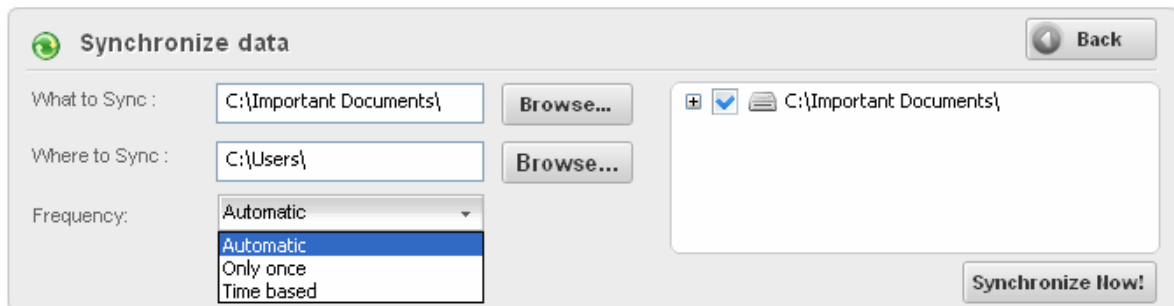 Synchronize data
Back
What to Sync :
C:\Important Documents\
Browse...
C:\Important Documents\
Where to Sync :
C:\Users\
Browse...
Frequency:
Automatic
Automatic
Only once
Time based
Synchronize Now!